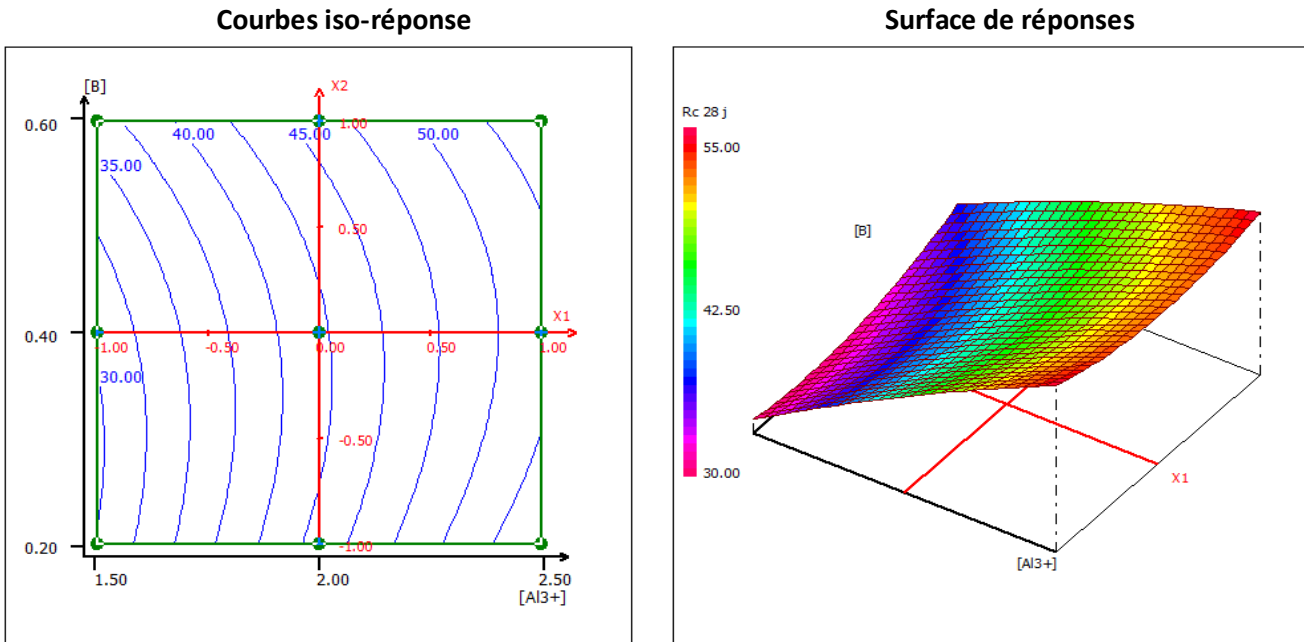 Courbes iso-réponse
Surface de réponses
[B]
X2
0.60
1.00
40.00
45.00
50.00
35.00
0.50
0.40
X1
-1.00
-0.50
0.00
0.50
1.00
30.00
-0.50
0.20
-1.00
1.50
2.00
2.50
[Al3+]
Rc 28 j
55.00
[B]
42.50
30.00
X1
[Al3+]